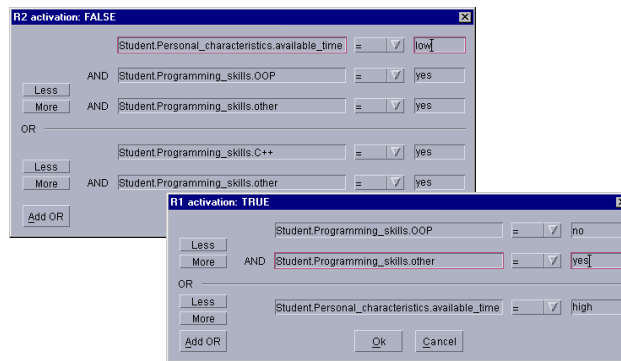 R2 activation: FALSE
Student.Personal_characteristics.available_time = low
AND Student.Programming_skills.OOP = yes
Less
More AND Student.Programming_skills.other = yes
OR
Student.Programming_skills.C++ = yes
Less
More AND Student.Programming_skills.other = yes
Add OR
R1 activation: TRUE
Student.Programming_skills.OOP = no
Less
More AND Student.Programming_skills.other = yes
OR
Less
Student.Personal_characteristics.available_time = high
More
Add OR Ok Cancel